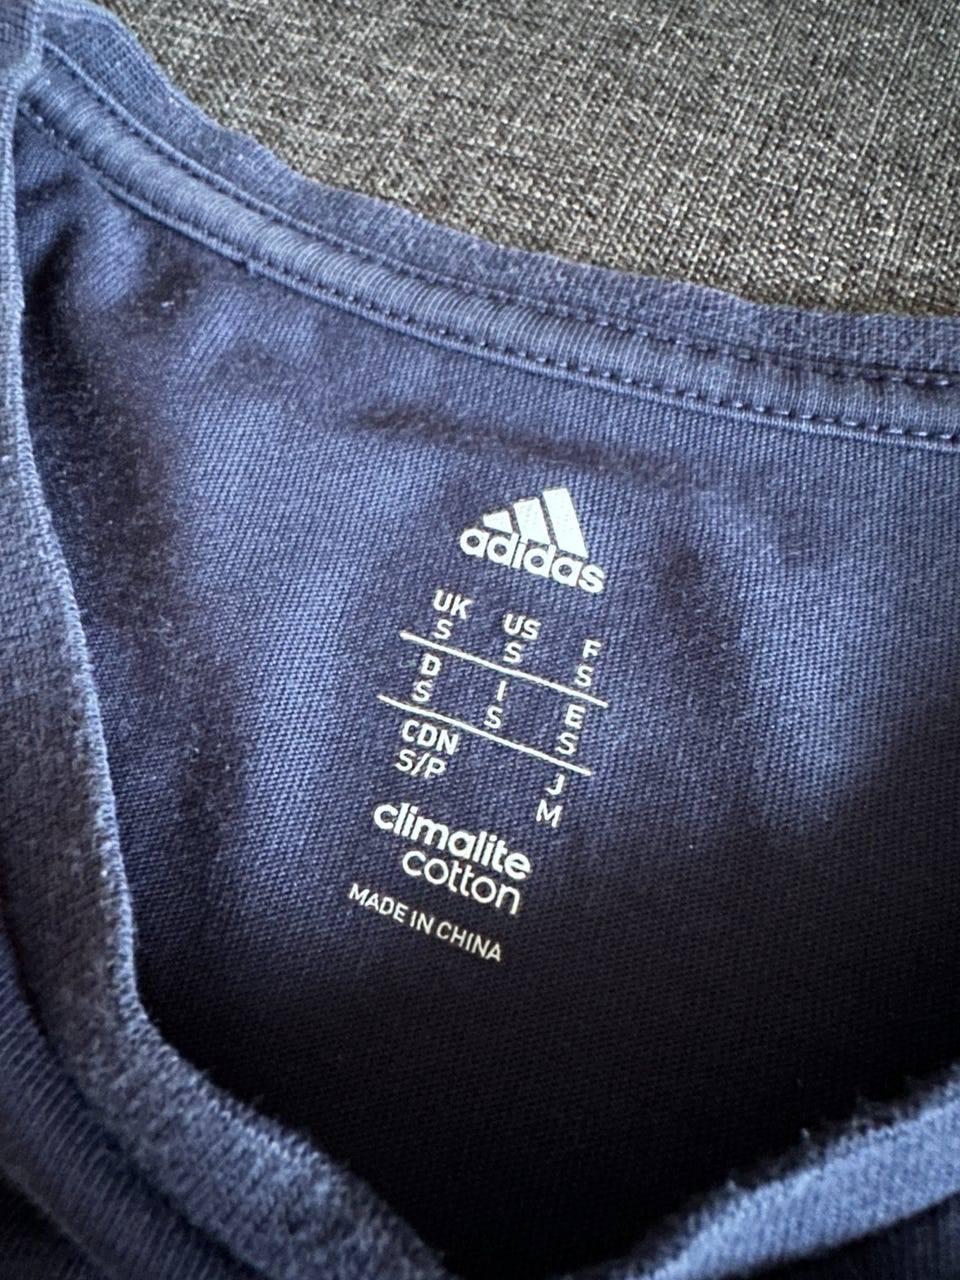 adidas
UK US F
S S S
D I E
S S S
CDN J
S/P M
climalite
cotton
MADE IN CHINA